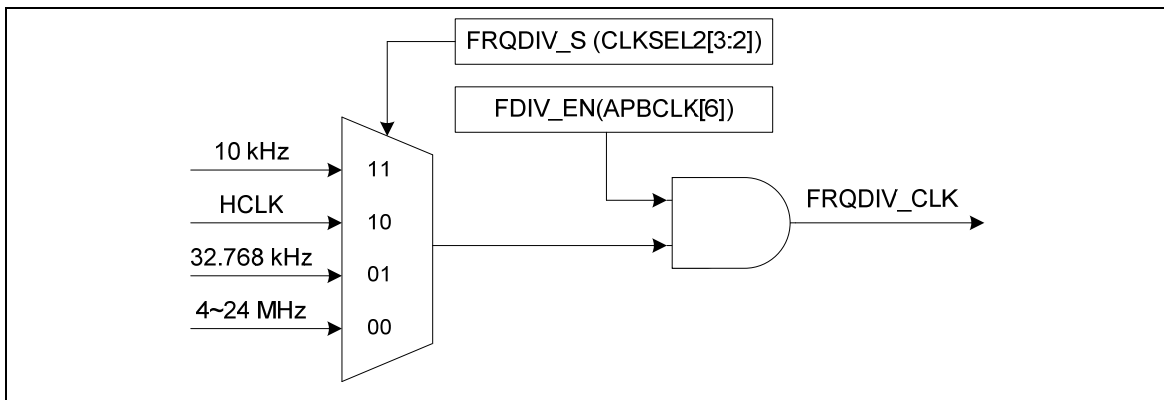 FRQDIV_S (CLKSEL2[3:2])
FDIV_EN(APBCLK[6])
10 kHz
11
HCLK
10
32.768 kHz
01
4~24 MHz
00
FRQDIV_CLK